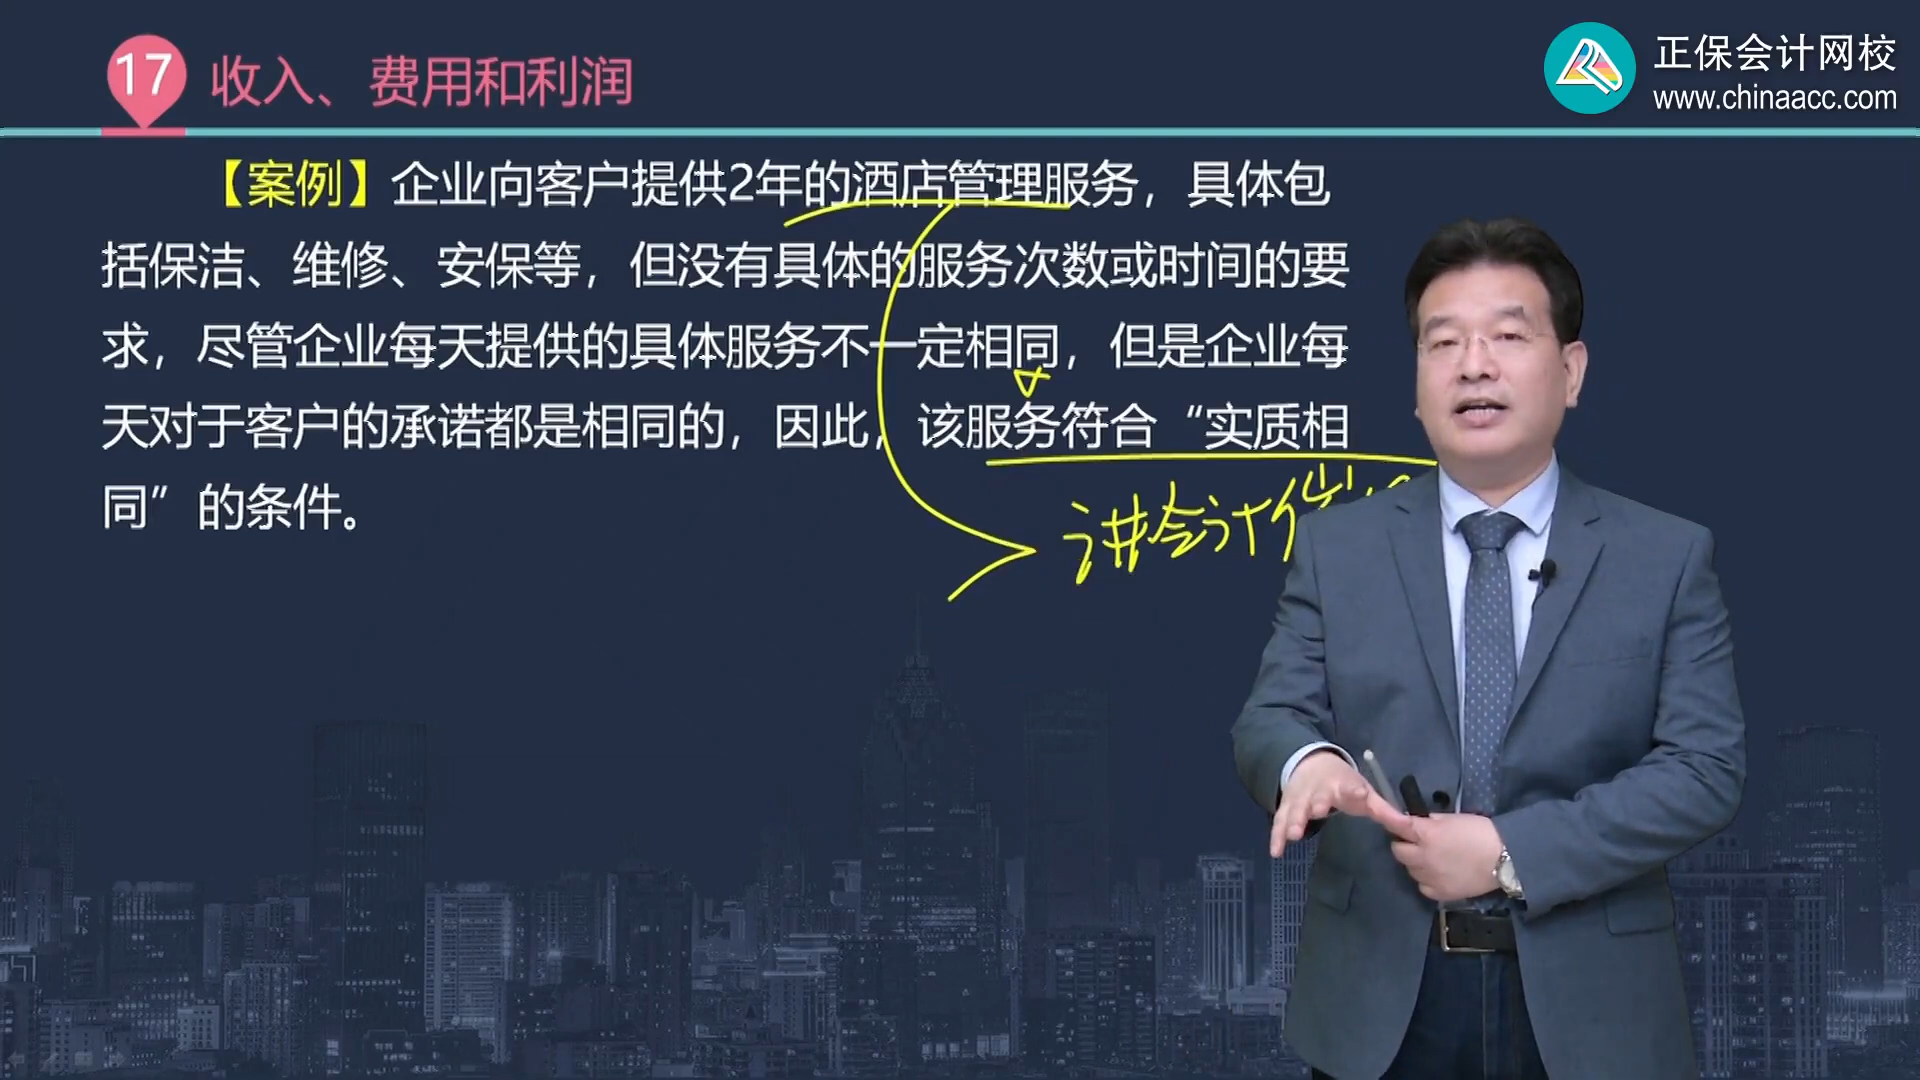 17 收入、费用和利润
正保会计网校
www.chinaacc.com
【案例】企业向客户提供2年的酒店管理服务，具体包
括保洁、维修、安保等，但没有具体的服务次数或时间的要
求，尽管企业每天提供的具体服务不一定相同，但是企业每
天对于客户的承诺都是相同的，因此，该服务符合“实质相
同”的条件。
讲会计